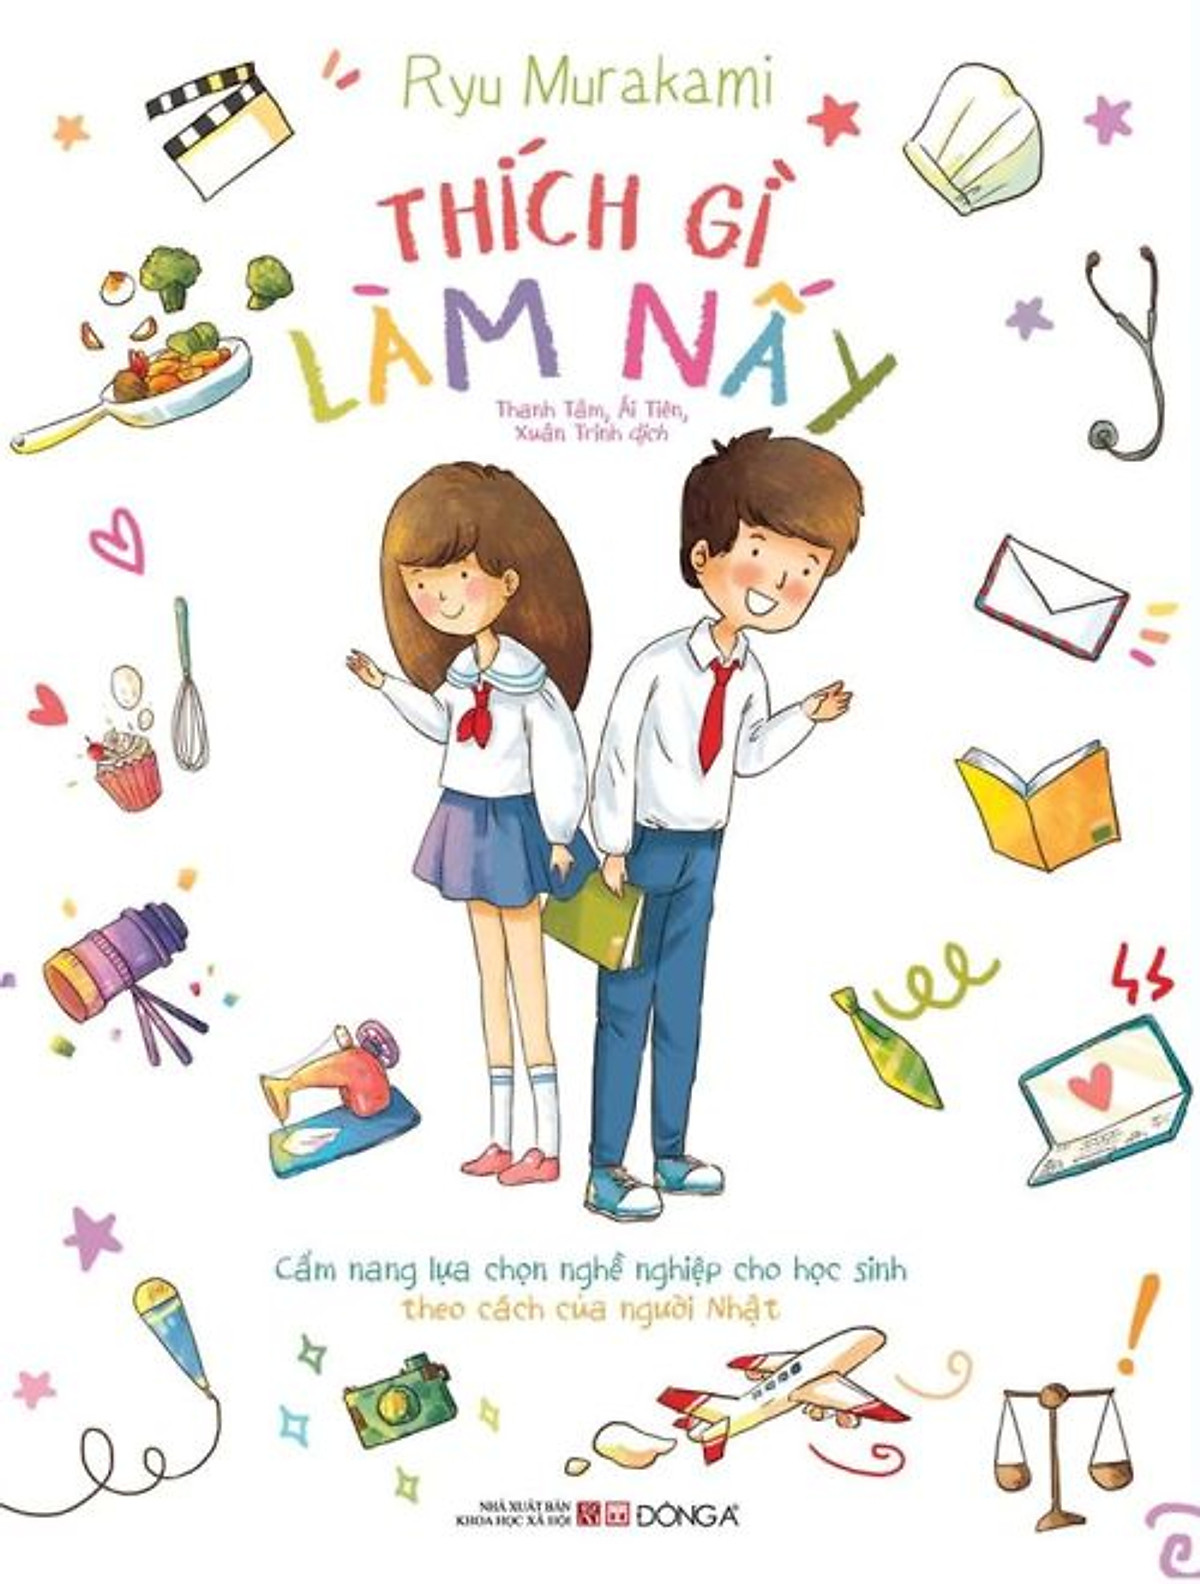 Ryu Murakami
THÍCH GÌ
LÀM NẤY
Thanh Tâm, Ái Tiên,
Xuân Trinh dịch
Cẩm nang lựa chọn nghề nghiệp cho học sinh
theo cách của người Nhật
NHÀ XUẤT BẢN
KHOA HỌC XÃ HỘI
ĐÔNG A